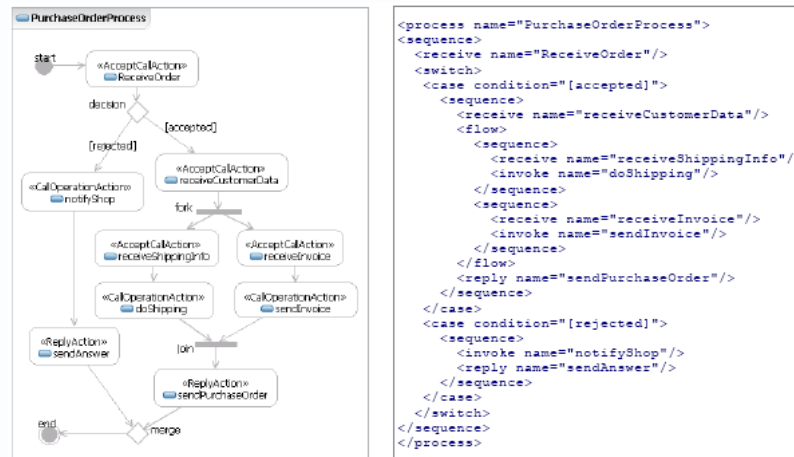 PurchaseOrderProcess
start
«AcceptCallAction»
ReceiveOrder
decision
[rejected]
[accepted]
«CallOperationAction»
notifyShop
«AcceptCallAction»
receiveCustomerData
fork
«AcceptCallAction»
receiveShippingInfo
«AcceptCallAction»
receiveInvoice
«CallOperationAction»
doShipping
«CallOperationAction»
sendInvoice
«ReplyAction»
sendAnswer
join
«ReplyAction»
sendPurchaseOrder
end
merge
<process name="PurchaseOrderProcess">
<sequence>
<receive name="ReceiveOrder"/>
<switch>
<case condition="[accepted]">
<sequence>
<receive name="receiveCustomerData"/>
<flow>
<sequence>
<receive name="receiveShippingInfo"/
<invoke name="doShipping"/>
</sequence>
<sequence>
<receive name="receiveInvoice"/>
<invoke name="sendInvoice"/>
</sequence>
</flow>
<reply name="sendPurchaseOrder"/>
</sequence>
</case>
<case condition="[rejected]">
<sequence>
<invoke name="notifyShop"/>
<reply name="sendAnswer"/>
</sequence>
</case>
</switch>
</sequence>
</process>